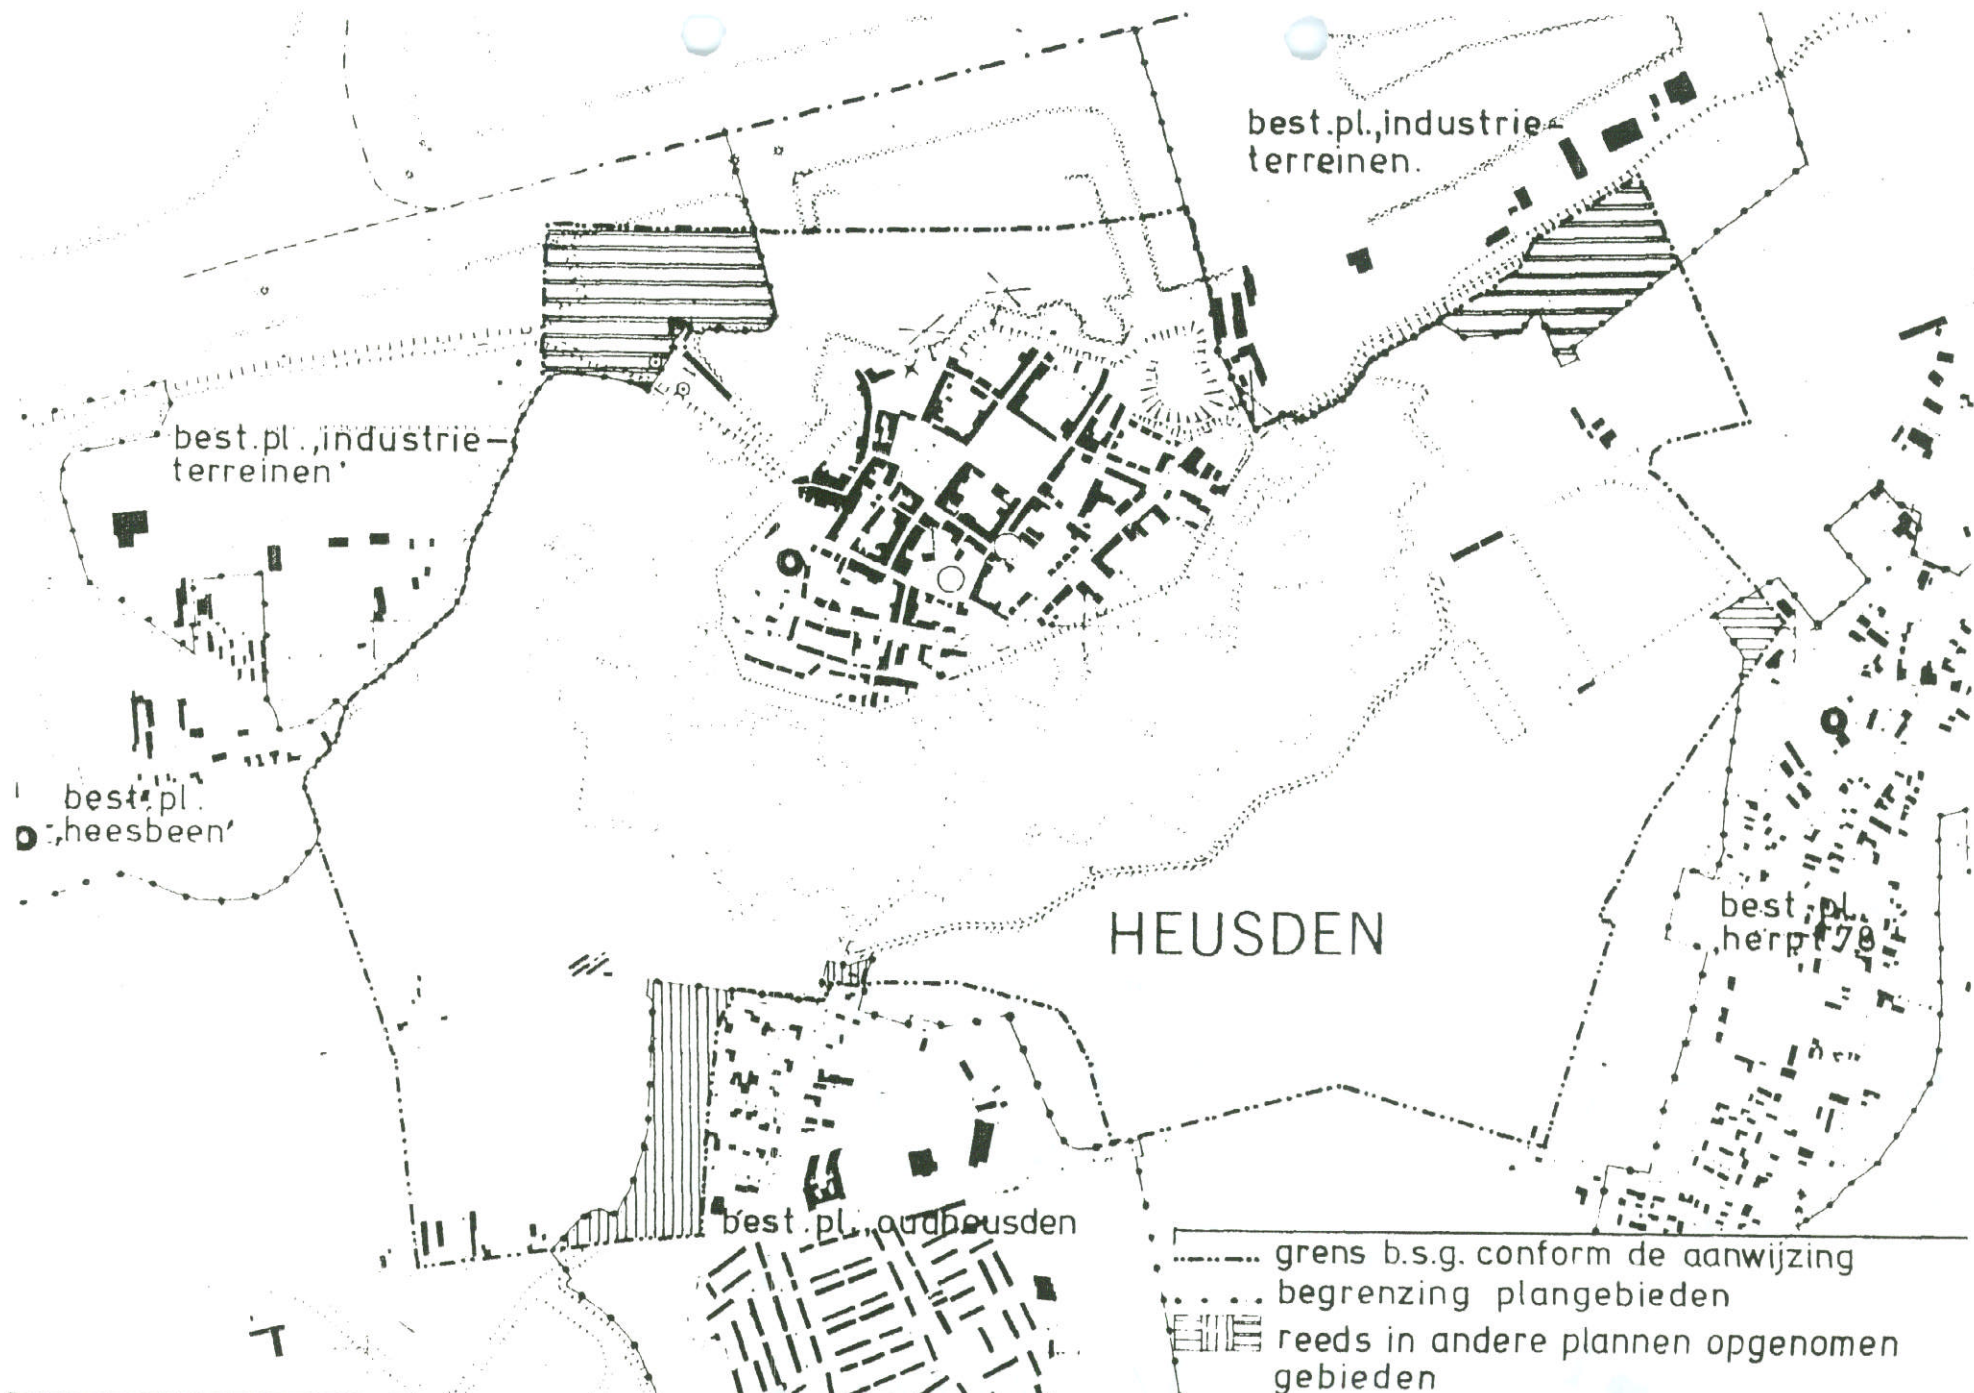 best.pl.,industrie-
terreinen.
best.pl.,industrie-
terreinen'
best.pl.
,heesbeen'
HEUSDEN
best.pl.
,herpt'78
best.pl.,oudheusden
grens b.s.g. conform de aanwijzing
begrenzing plangebieden
reeds in andere plannen opgenomen
gebieden